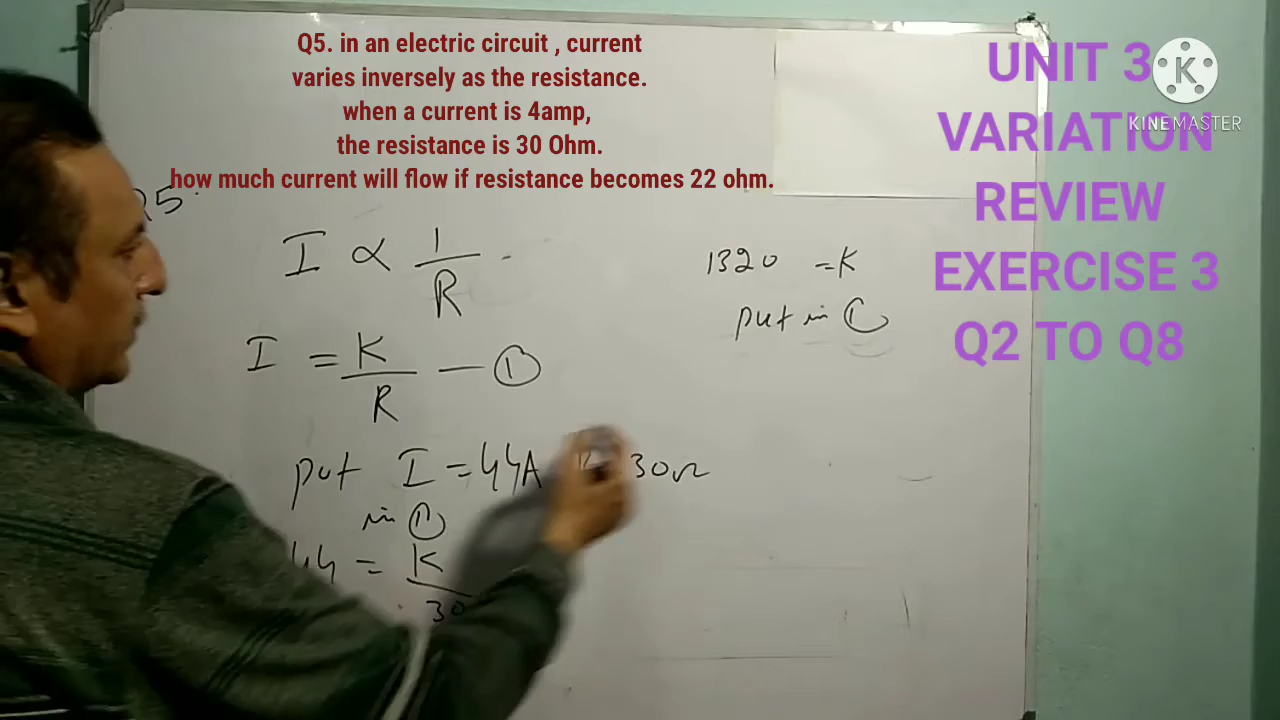 Q5. in an electric circuit , current
varies inversely as the resistance.
when a current is 4amp,
the resistance is 30 Ohm.
how much current will flow if resistance becomes 22 ohm.
UNIT 3
VARIATION
REVIEW
EXERCISE 3
Q2 TO Q8
K
KINEMASTER
Q5.
I ∝ 1/R
I = K/R — ①
put I = 44A 30Ω
in ①
44 = K/30
1320 = K
put in ①